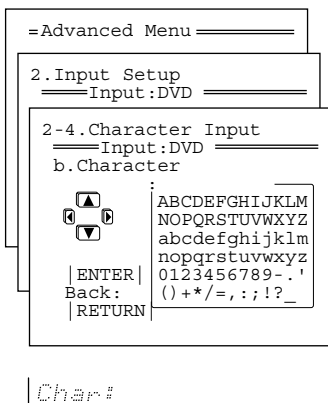 =Advanced Menu
2.Input Setup
Input:DVD
2-4.Character Input
Input:DVD
b.Character
:
ABCDEFGHIJKLM
NOPQRSTUVWXYZ
abcdefghijklm
nopqrstuvwxyz
|ENTER| 0123456789-.'
Back: ()+*/=,:;!?_
|RETURN|
Char: